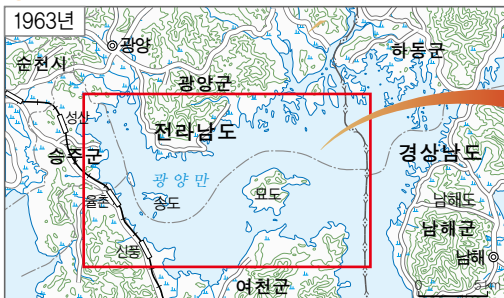 1963년
광양
순천시
하동군
광양군
성산
전라남도
승주군
경상남도
광양만
율촌
송도
묘도
남해도
남해군
신풍
남해
여천군
0